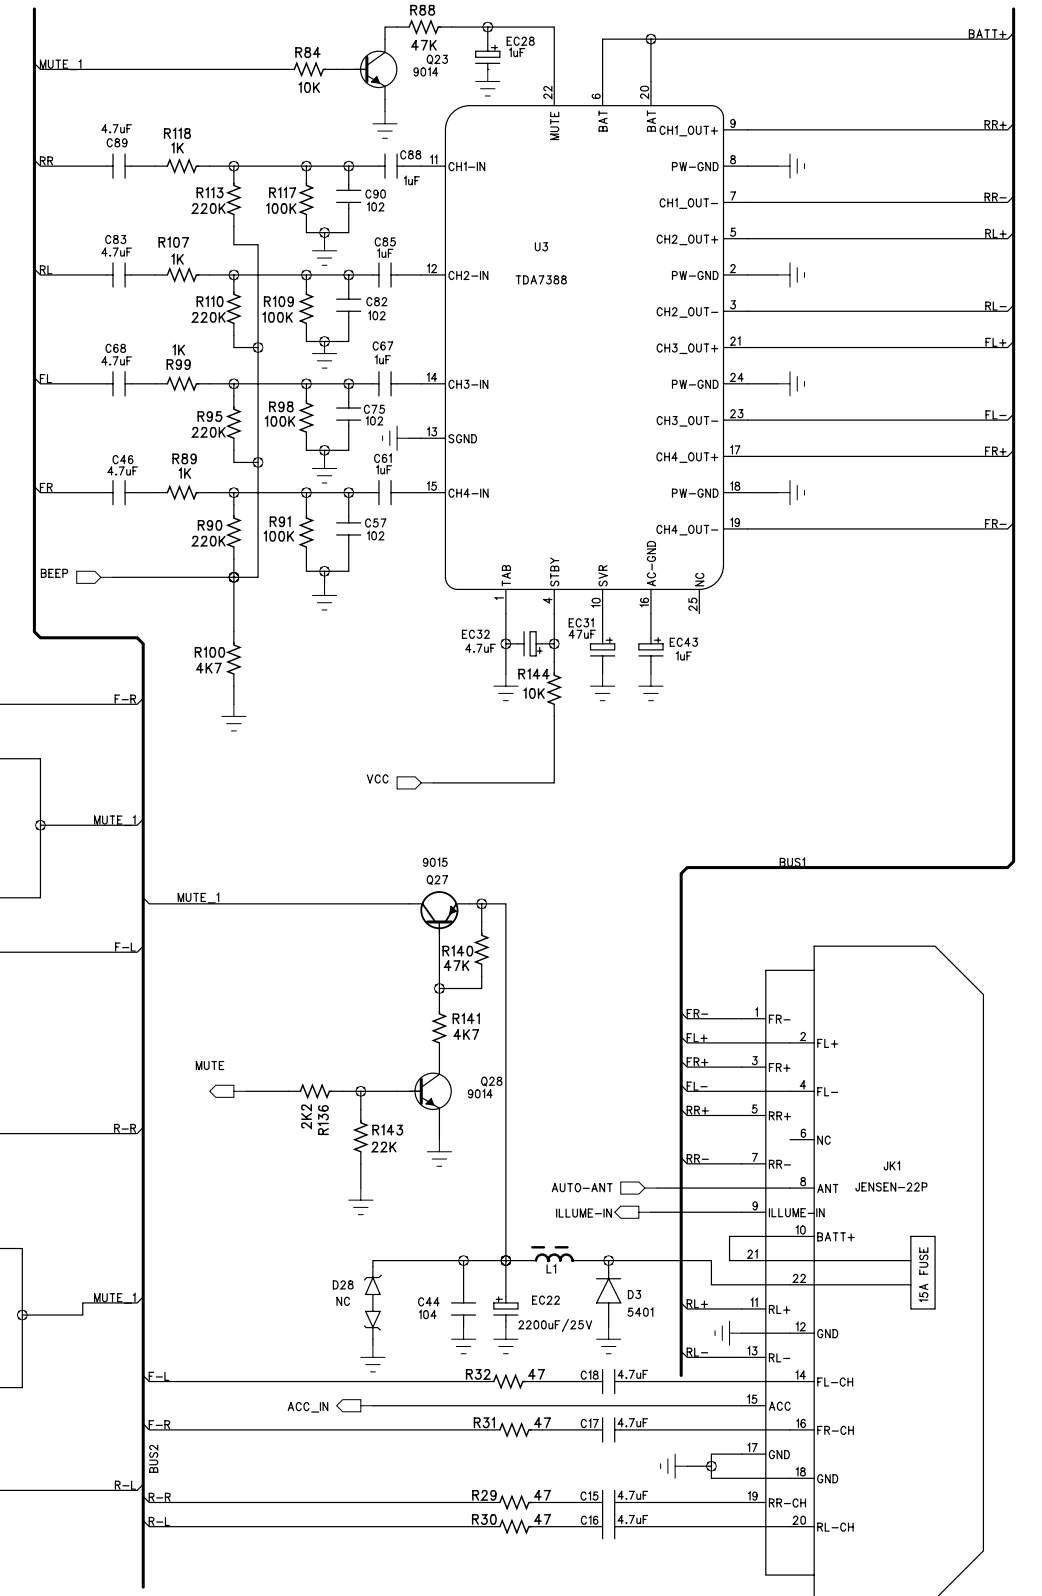 R88
47K
EC28
1uF
BATT+
MUTE_1
R84
10K
Q23
9014
22
MUTE
6
BAT
20
BAT
4.7uF
C89
R118
1K
RR
C88
1uF
11
CH1-IN
R113
220K
R117
100K
C90
102
C83
4.7uF
R107
1K
RL
C85
1uF
12
CH2-IN
R110
220K
R109
100K
C82
102
C68
4.7uF
1K
R99
FL
C67
1uF
14
CH3-IN
R95
220K
R98
100K
C75
102
13
SGND
C46
4.7uF
R89
1K
FR
C61
1uF
15
CH4-IN
R90
220K
R91
100K
C57
102
U3
TDA7388
CH1_OUT+
9
RR+
PW-GND
8
CH1_OUT-
7
RR-
CH2_OUT+
5
RL+
PW-GND
2
CH2_OUT-
3
RL-
CH3_OUT+
21
FL+
PW-GND
24
CH3_OUT-
23
FL-
CH4_OUT+
17
FR+
PW-GND
18
CH4_OUT-
19
FR-
BEEP
TAB
1
STBY
4
SVR
10
AC-GND
16
NC
25
EC32
4.7uF
EC31
47uF
EC43
1uF
R144
10K
R100
4K7
F-R
VCC
MUTE_1
9015
Q27
BUS1
MUTE_1
F-L
R140
47K
R141
4K7
MUTE
Q28
9014
2K2
R136
R143
22K
R-R
FR-
1
FR-
FL+
2
FL+
FR+
3
FR+
FL-
4
FL-
RR+
5
RR+
6
NC
RR-
7
RR-
JK1
JENSEN-22P
AUTO-ANT
8
ANT
ILLUME-IN
9
ILLUME-IN
10
BATT+
21
22
15A FUSE
MUTE_1
D28
NC
C44
104
EC22
2200uF/25V
L1
D3
5401
RL+
11
RL+
12
GND
RL-
13
RL-
F-L
R32
47
C18
4.7uF
14
FL-CH
ACC_IN
15
ACC
F-R
R31
47
C17
4.7uF
16
FR-CH
BUS2
17
GND
18
GND
R-L
R-R
R29
47
C15
4.7uF
19
RR-CH
R-L
R30
47
C16
4.7uF
20
RL-CH